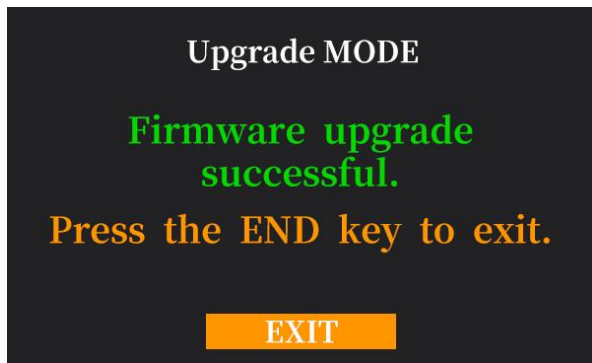 Upgrade MODE
Firmware upgrade
successful.
Press the END key to exit.
EXIT